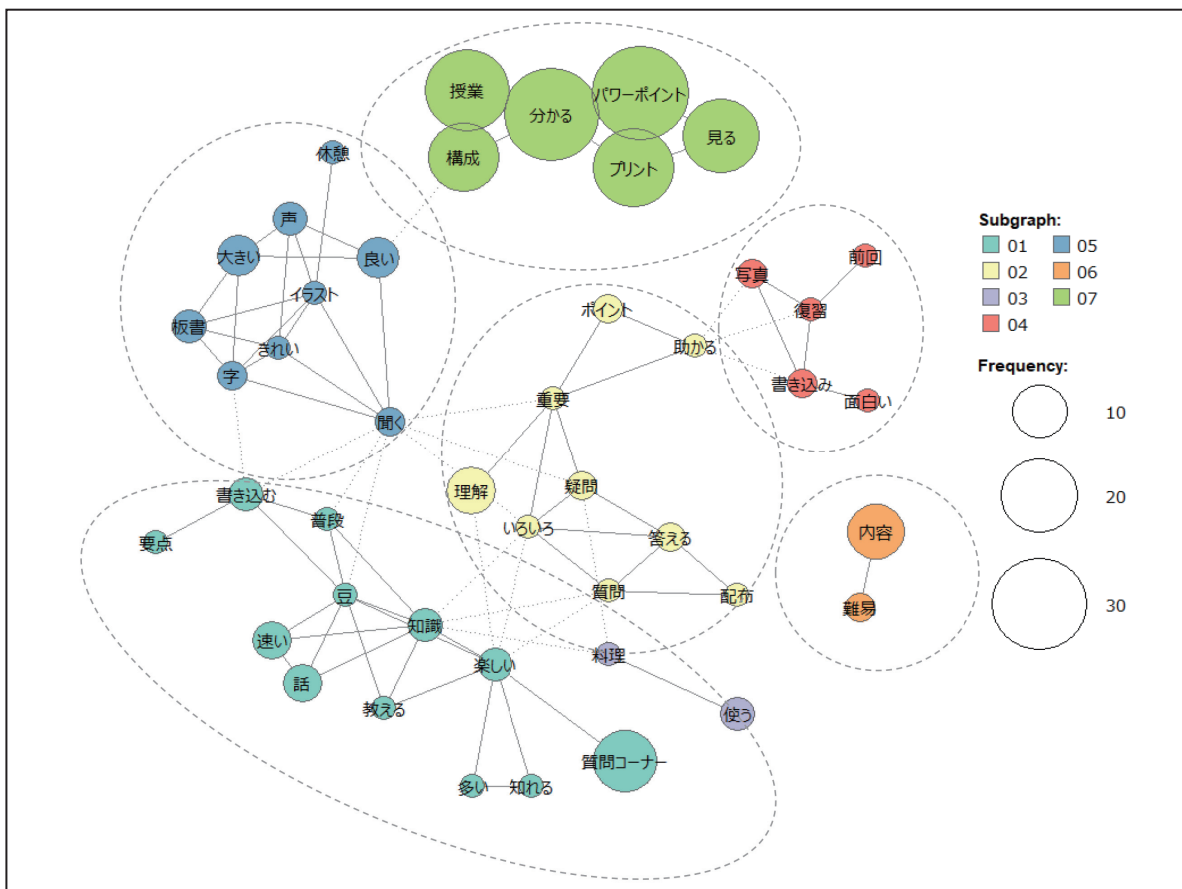 授業
分かる
パワーポイント
見る
構成
プリント
休憩
声
大きい
良い
イラスト
板書
きれい
字
聞く
ポイント
助かる
重要
理解
疑問
いろいろ
答える
質問
配布
写真
前回
復習
書き込み
面白い
内容
難易
書き込む
普段
要点
豆
知識
速い
話
楽しい
教える
料理
使う
質問コーナー
多い
知れる
Subgraph:
01 05
02 06
03 07
04
Frequency:
10
20
30